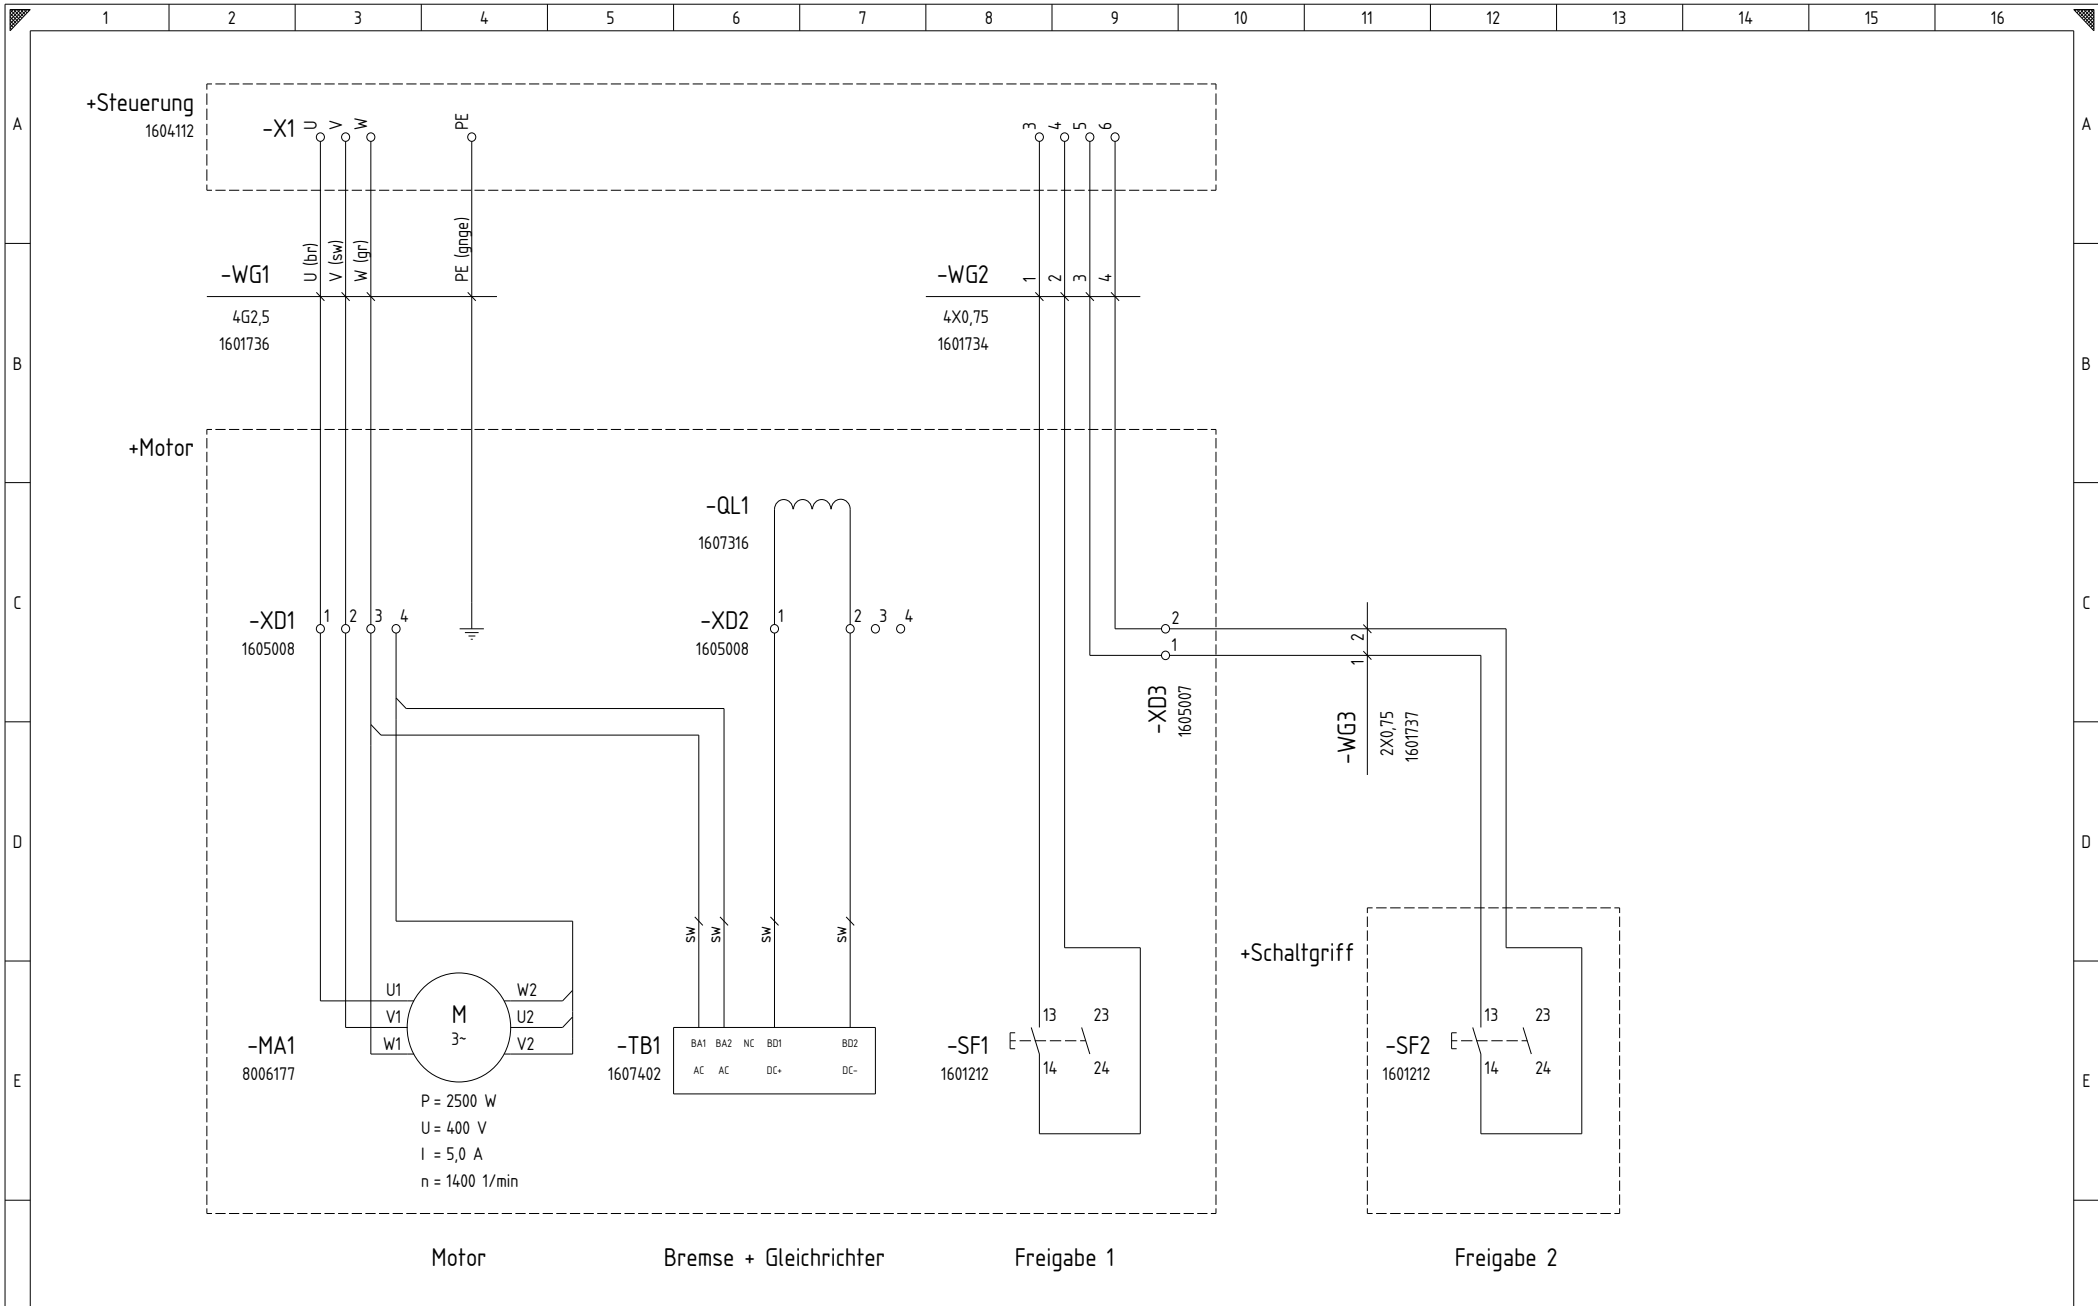 1 2 3 4 5 6 7 8 9 10 11 12 13 14 15 16
A A
B B
C C
D D
E E
+Steuerung
1604112
-X1 U V W PE 3 4 5 6
U (br) V (sw) W (gr) PE (gnge)
-WG1
4G2,5
1601736
-WG2 1 2 3 4
4X0,75
1601734
+Motor
-QL1
1607316
-XD1 1 2 3 4
1605008
-XD2 1 2 3 4
1605008
2
1
-XD3
1605007
2
1
-WG3
2X0,75
1601737
sw sw sw sw
+Schaltgriff
U1 W2
V1 U2
W1 V2
M
3~
-MA1
8006177
P = 2500 W
U = 400 V
I = 5,0 A
n = 1400 1/min
-TB1
1607402
BA1 BA2 NC BD1 BD2
AC AC DC+ DC-
-SF1
1601212
13 23
14 24
-SF2
1601212
13 23
14 24
Motor
Bremse + Gleichrichter
Freigabe 1
Freigabe 2